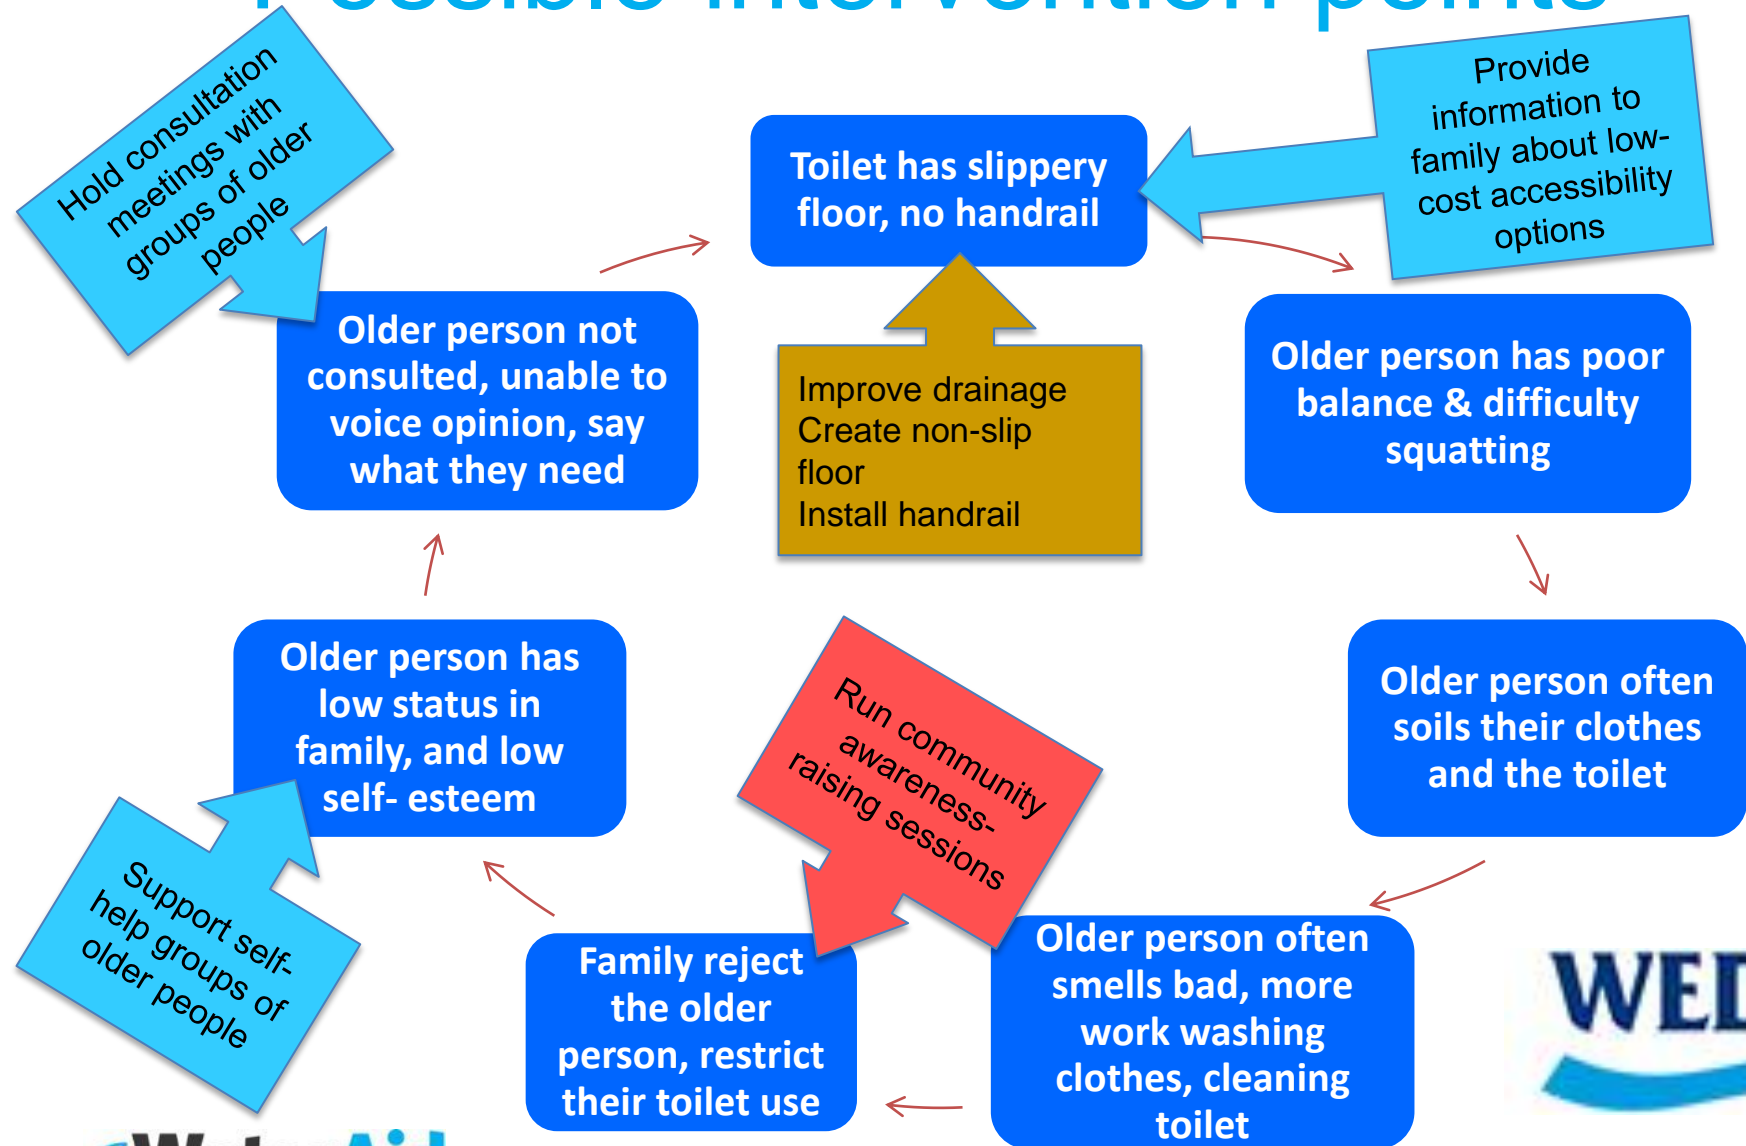 Possible intervention points
Hold consultation
meetings with
groups of older
people
Provide
information to
family about low-
cost accessibility
options
Toilet has slippery
floor, no handrail
Older person not
consulted, unable to
voice opinion, say
what they need
Improve drainage
Create non-slip
floor
Install handrail
Older person has poor
balance & difficulty
squatting
Older person has
low status in
family, and low
self- esteem
Run community
awareness-
raising sessions
Older person often
soils their clothes
and the toilet
Support self-
help groups of
older people
Family reject
the older
person, restrict
their toilet use
Older person often
smells bad, more
work washing
clothes, cleaning
toilet
WED
WaterAid